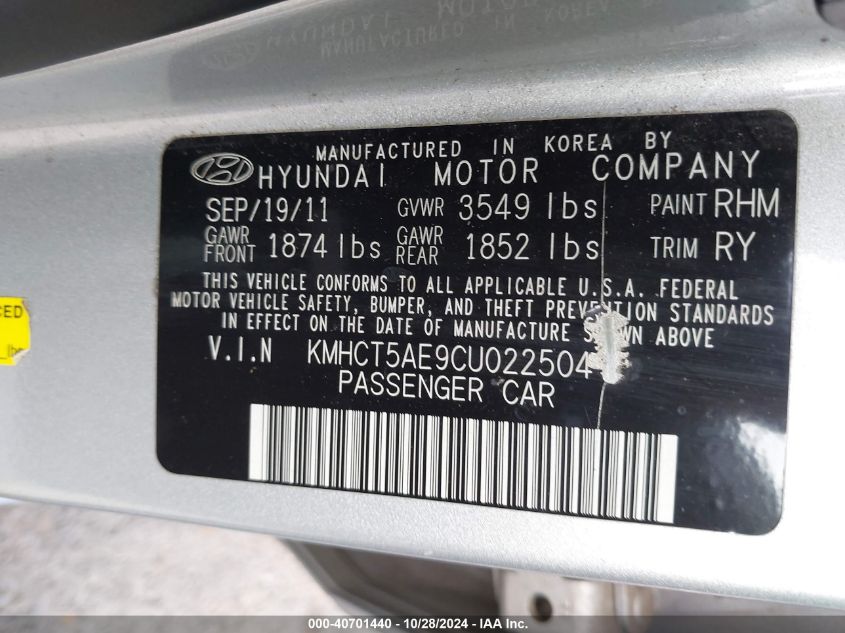 MANUFACTURED IN KOREA BY
HYUNDAI MOTOR COMPANY
SEP/19/11 GVWR 3549 lbs PAINT RHM
GAWR FRONT 1874 lbs GAWR REAR 1852 lbs TRIM RY
THIS VEHICLE CONFORMS TO ALL APPLICABLE U.S.A. FEDERAL
MOTOR VEHICLE SAFETY, BUMPER, AND THEFT PREVENTION STANDARDS
IN EFFECT ON THE DATE OF MANUFACTURE SHOWN ABOVE
V.I.N KMHCT5AE9CU022504
PASSENGER CAR
CED
lbs
000-40701440 - 10/28/2024 - IAA Inc.